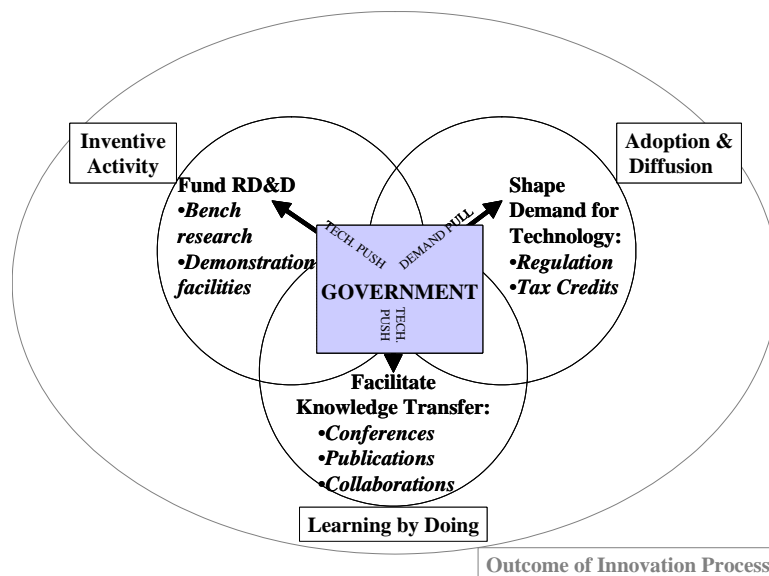 Inventive
Activity
Adoption &
Diffusion
Fund RD&D
•Bench
research
•Demonstration
facilities
Shape
Demand for
Technology:
•Regulation
•Tax Credits
TECH. PUSH
DEMAND PULL
GOVERNMENT
TECH.
PUSH
Facilitate
Knowledge Transfer:
•Conferences
•Publications
•Collaborations
Learning by Doing
Outcome of Innovation Process